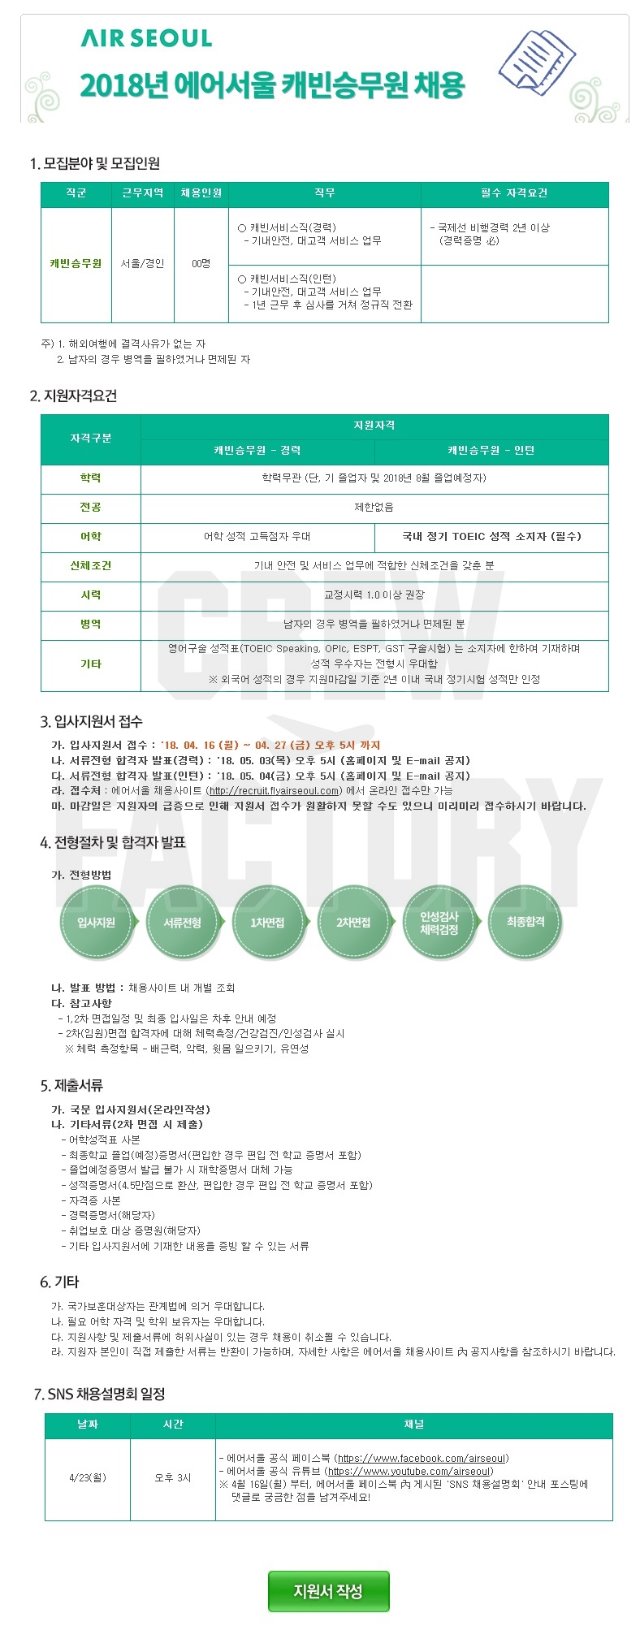 AIR SEOUL
2018년 에어서울 캐빈승무원 채용
1. 모집분야 및 모집인원
직군 근무지역 채용인원 직무 필수 자격요건
캐빈승무원 서울/경인 00명
○ 캐빈서비스직(경력)
- 기내안전, 대고객 서비스 업무
- 국제선 비행경력 2년 이상
(경력증명 必)
○ 캐빈서비스직(인턴)
- 기내안전, 대고객 서비스 업무
- 1년 근무 후 심사를 거쳐 정규직 전환
주) 1. 해외여행에 결격사유가 없는 자
2. 남자의 경우 병역을 필하였거나 면제된 자
2. 지원자격요건
자격구분 지원자격
캐빈승무원 - 경력 캐빈승무원 - 인턴
학력 학력무관 (단, 기 졸업자 및 2018년 8월 졸업예정자)
전공 제한없음
어학 어학 성적 고득점자 우대 국내 정기 TOEIC 성적 소지자 (필수)
신체조건 기내 안전 및 서비스 업무에 적합한 신체조건을 갖춘 분
시력 교정시력 1.0 이상 권장
병역 남자의 경우 병역을 필하였거나 면제된 분
기타 영어구술 성적표(TOEIC Speaking, OPIc, ESPT, GST 구술시험) 는 소지자에 한하여 기재하며
성적 우수자는 전형시 우대함
※ 외국어 성적의 경우 지원마감일 기준 2년 이내 국내 정기시험 성적만 인정
CREW
FACTORY
3. 입사지원서 접수
가. 입사지원서 접수 : '18. 04. 16 (월) ~ 04. 27 (금) 오후 5시 까지
나. 서류전형 합격자 발표(경력) : '18. 05. 03(목) 오후 5시 (홈페이지 및 E-mail 공지)
다. 서류전형 합격자 발표(인턴) : '18. 05. 04(금) 오후 5시 (홈페이지 및 E-mail 공지)
라. 접수처 : 에어서울 채용사이트 (http://recruit.flyairseoul.com) 에서 온라인 접수만 가능
마. 마감일은 지원자의 급증으로 인해 지원서 접수가 원활하지 못할 수도 있으니 미리미리 접수하시기 바랍니다.
4. 전형절차 및 합격자 발표
가. 전형방법
입사지원 서류전형 1차면접 2차면접 인성검사 체력검정 최종합격
나. 발표 방법 : 채용사이트 내 개별 조회
다. 참고사항
- 1,2차 면접일정 및 최종 입사일은 차후 안내 예정
- 2차(임원)면접 합격자에 대해 체력측정/건강검진/인성검사 실시
※ 체력 측정항목 - 배근력, 악력, 윗몸 일으키기, 유연성
5. 제출서류
가. 국문 입사지원서(온라인작성)
나. 기타서류(2차 면접 시 제출)
- 어학성적표 사본
- 최종학교 졸업(예정)증명서(편입한 경우 편입 전 학교 증명서 포함)
- 졸업예정증명서 발급 불가 시 재학증명서 대체 가능
- 성적증명서(4.5만점으로 환산, 편입한 경우 편입 전 학교 증명서 포함)
- 자격증 사본
- 경력증명서(해당자)
- 취업보호 대상 증명원(해당자)
- 기타 입사지원서에 기재한 내용을 증빙 할 수 있는 서류
6. 기타
가. 국가보훈대상자는 관계법에 의거 우대합니다.
나. 필요 어학 자격 및 학위 보유자는 우대합니다.
다. 지원사항 및 제출서류에 허위사실이 있는 경우 채용이 취소될 수 있습니다.
라. 지원자 본인이 직접 제출한 서류는 반환이 가능하며, 자세한 사항은 에어서울 채용사이트 內 공지사항을 참조하시기 바랍니다.
7. SNS 채용설명회 일정
날짜 시간 채널
4/23(월) 오후 3시
- 에어서울 공식 페이스북 (https://www.facebook.com/airseoul)
- 에어서울 공식 유튜브 (https://www.youtube.com/airseoul)
※ 4월 16일(월) 부터, 에어서울 페이스북 內 게시된 'SNS 채용설명회' 안내 포스팅에
댓글로 궁금한 점을 남겨주세요!
지원서 작성